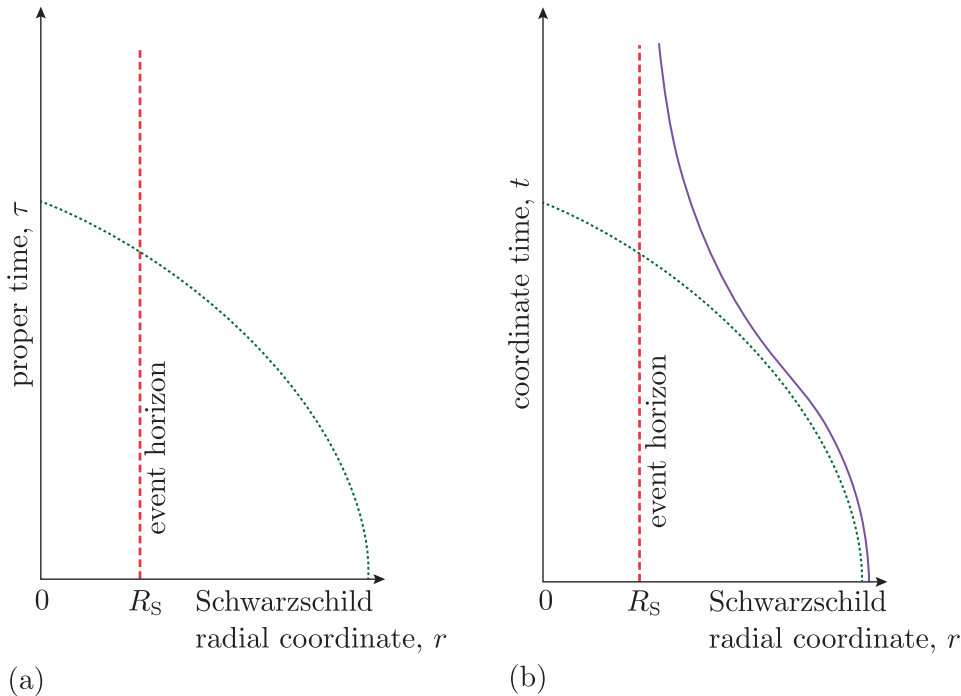 proper time, τ
event horizon
0
R_S
Schwarzschild
radial coordinate, r
(a)
coordinate time, t
event horizon
0
R_S
Schwarzschild
radial coordinate, r
(b)